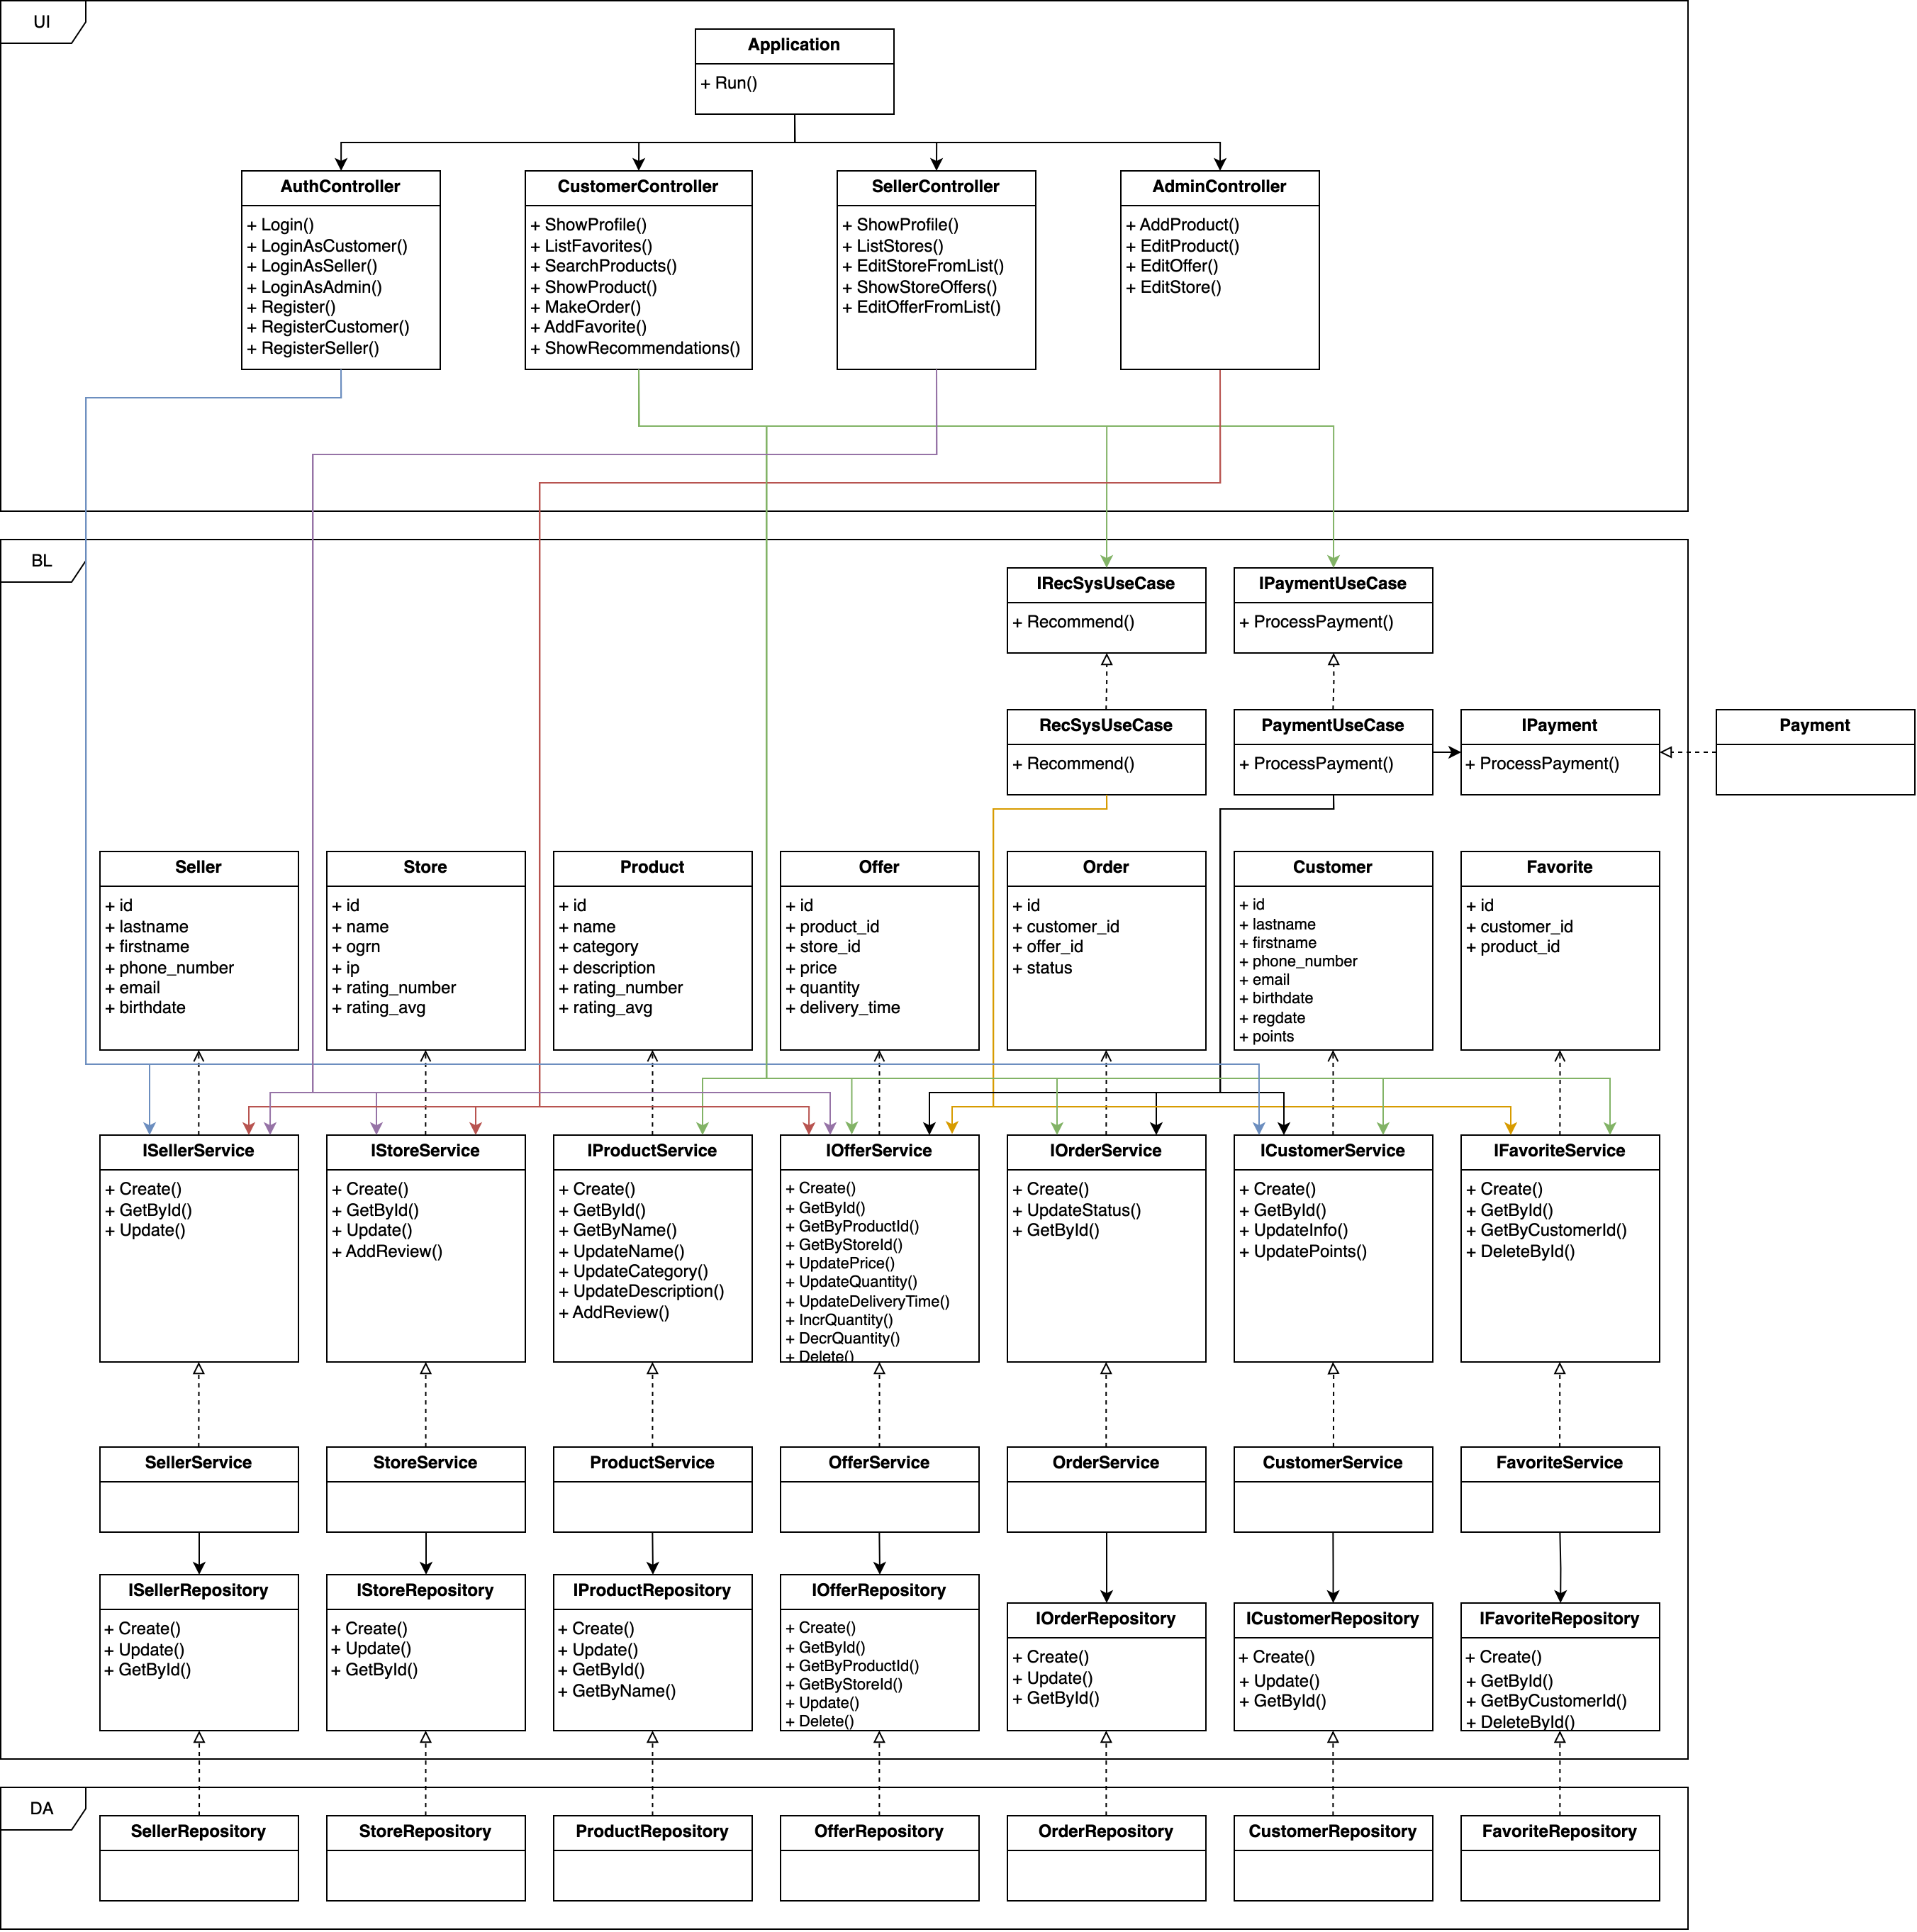 UI
Application
+ Run()
AuthController
+ Login()
+ LoginAsCustomer()
+ LoginAsSeller()
+ LoginAsAdmin()
+ Register()
+ RegisterCustomer()
+ RegisterSeller()
CustomerController
+ ShowProfile()
+ ListFavorites()
+ SearchProducts()
+ ShowProduct()
+ MakeOrder()
+ AddFavorite()
+ ShowRecommendations()
SellerController
+ ShowProfile()
+ ListStores()
+ EditStoreFromList()
+ ShowStoreOffers()
+ EditOfferFromList()
AdminController
+ AddProduct()
+ EditProduct()
+ EditOffer()
+ EditStore()
BL
IRecSysUseCase
+ Recommend()
IPaymentUseCase
+ ProcessPayment()
RecSysUseCase
+ Recommend()
PaymentUseCase
+ ProcessPayment()
IPayment
+ ProcessPayment()
Payment
Seller
+ id
+ lastname
+ firstname
+ phone_number
+ email
+ birthdate
Store
+ id
+ name
+ ogrn
+ ip
+ rating_number
+ rating_avg
Product
+ id
+ name
+ category
+ description
+ rating_number
+ rating_avg
Offer
+ id
+ product_id
+ store_id
+ price
+ quantity
+ delivery_time
Order
+ id
+ customer_id
+ offer_id
+ status
Customer
+ id
+ lastname
+ firstname
+ phone_number
+ email
+ birthdate
+ regdate
+ points
Favorite
+ id
+ customer_id
+ product_id
ISellerService
+ Create()
+ GetById()
+ Update()
IStoreService
+ Create()
+ GetById()
+ Update()
+ AddReview()
IProductService
+ Create()
+ GetById()
+ GetByName()
+ UpdateName()
+ UpdateCategory()
+ UpdateDescription()
+ AddReview()
IOfferService
+ Create()
+ GetById()
+ GetByProductId()
+ GetByStoreId()
+ UpdatePrice()
+ UpdateQuantity()
+ UpdateDeliveryTime()
+ IncrQuantity()
+ DecrQuantity()
+ Delete()
IOrderService
+ Create()
+ UpdateStatus()
+ GetById()
ICustomerService
+ Create()
+ GetById()
+ UpdateInfo()
+ UpdatePoints()
IFavoriteService
+ Create()
+ GetById()
+ GetByCustomerId()
+ DeleteById()
SellerService
StoreService
ProductService
OfferService
OrderService
CustomerService
FavoriteService
ISellerRepository
+ Create()
+ Update()
+ GetById()
IStoreRepository
+ Create()
+ Update()
+ GetById()
IProductRepository
+ Create()
+ Update()
+ GetById()
+ GetByName()
IOfferRepository
+ Create()
+ GetById()
+ GetByProductId()
+ GetByStoreId()
+ Update()
+ Delete()
IOrderRepository
+ Create()
+ Update()
+ GetById()
ICustomerRepository
+ Create()
+ Update()
+ GetById()
IFavoriteRepository
+ Create()
+ GetById()
+ GetByCustomerId()
+ DeleteById()
DA
SellerRepository
StoreRepository
ProductRepository
OfferRepository
OrderRepository
CustomerRepository
FavoriteRepository